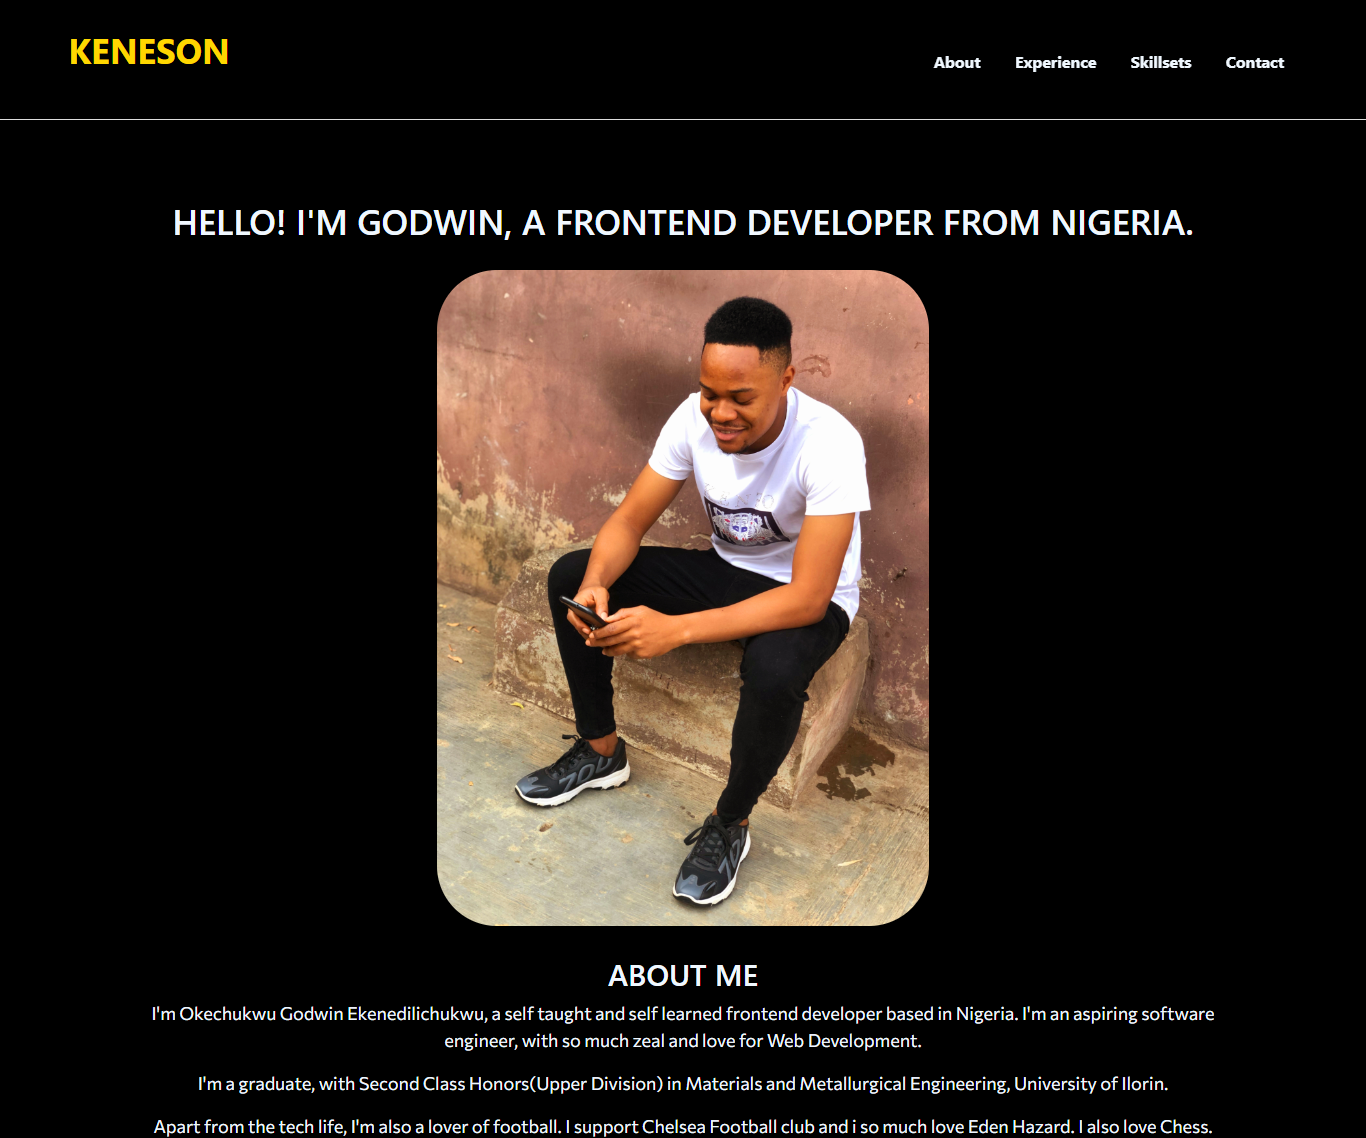 KENESON
About Experience Skillsets Contact
HELLO! I'M GODWIN, A FRONTEND DEVELOPER FROM NIGERIA.
ABOUT ME
I'm Okechukwu Godwin Ekenedilichukwu, a self taught and self learned frontend developer based in Nigeria. I'm an aspiring software
engineer, with so much zeal and love for Web Development.
I'm a graduate, with Second Class Honors(Upper Division) in Materials and Metallurgical Engineering, University of Ilorin.
Apart from the tech life, I'm also a lover of football. I support Chelsea Football club and i so much love Eden Hazard. I also love Chess.